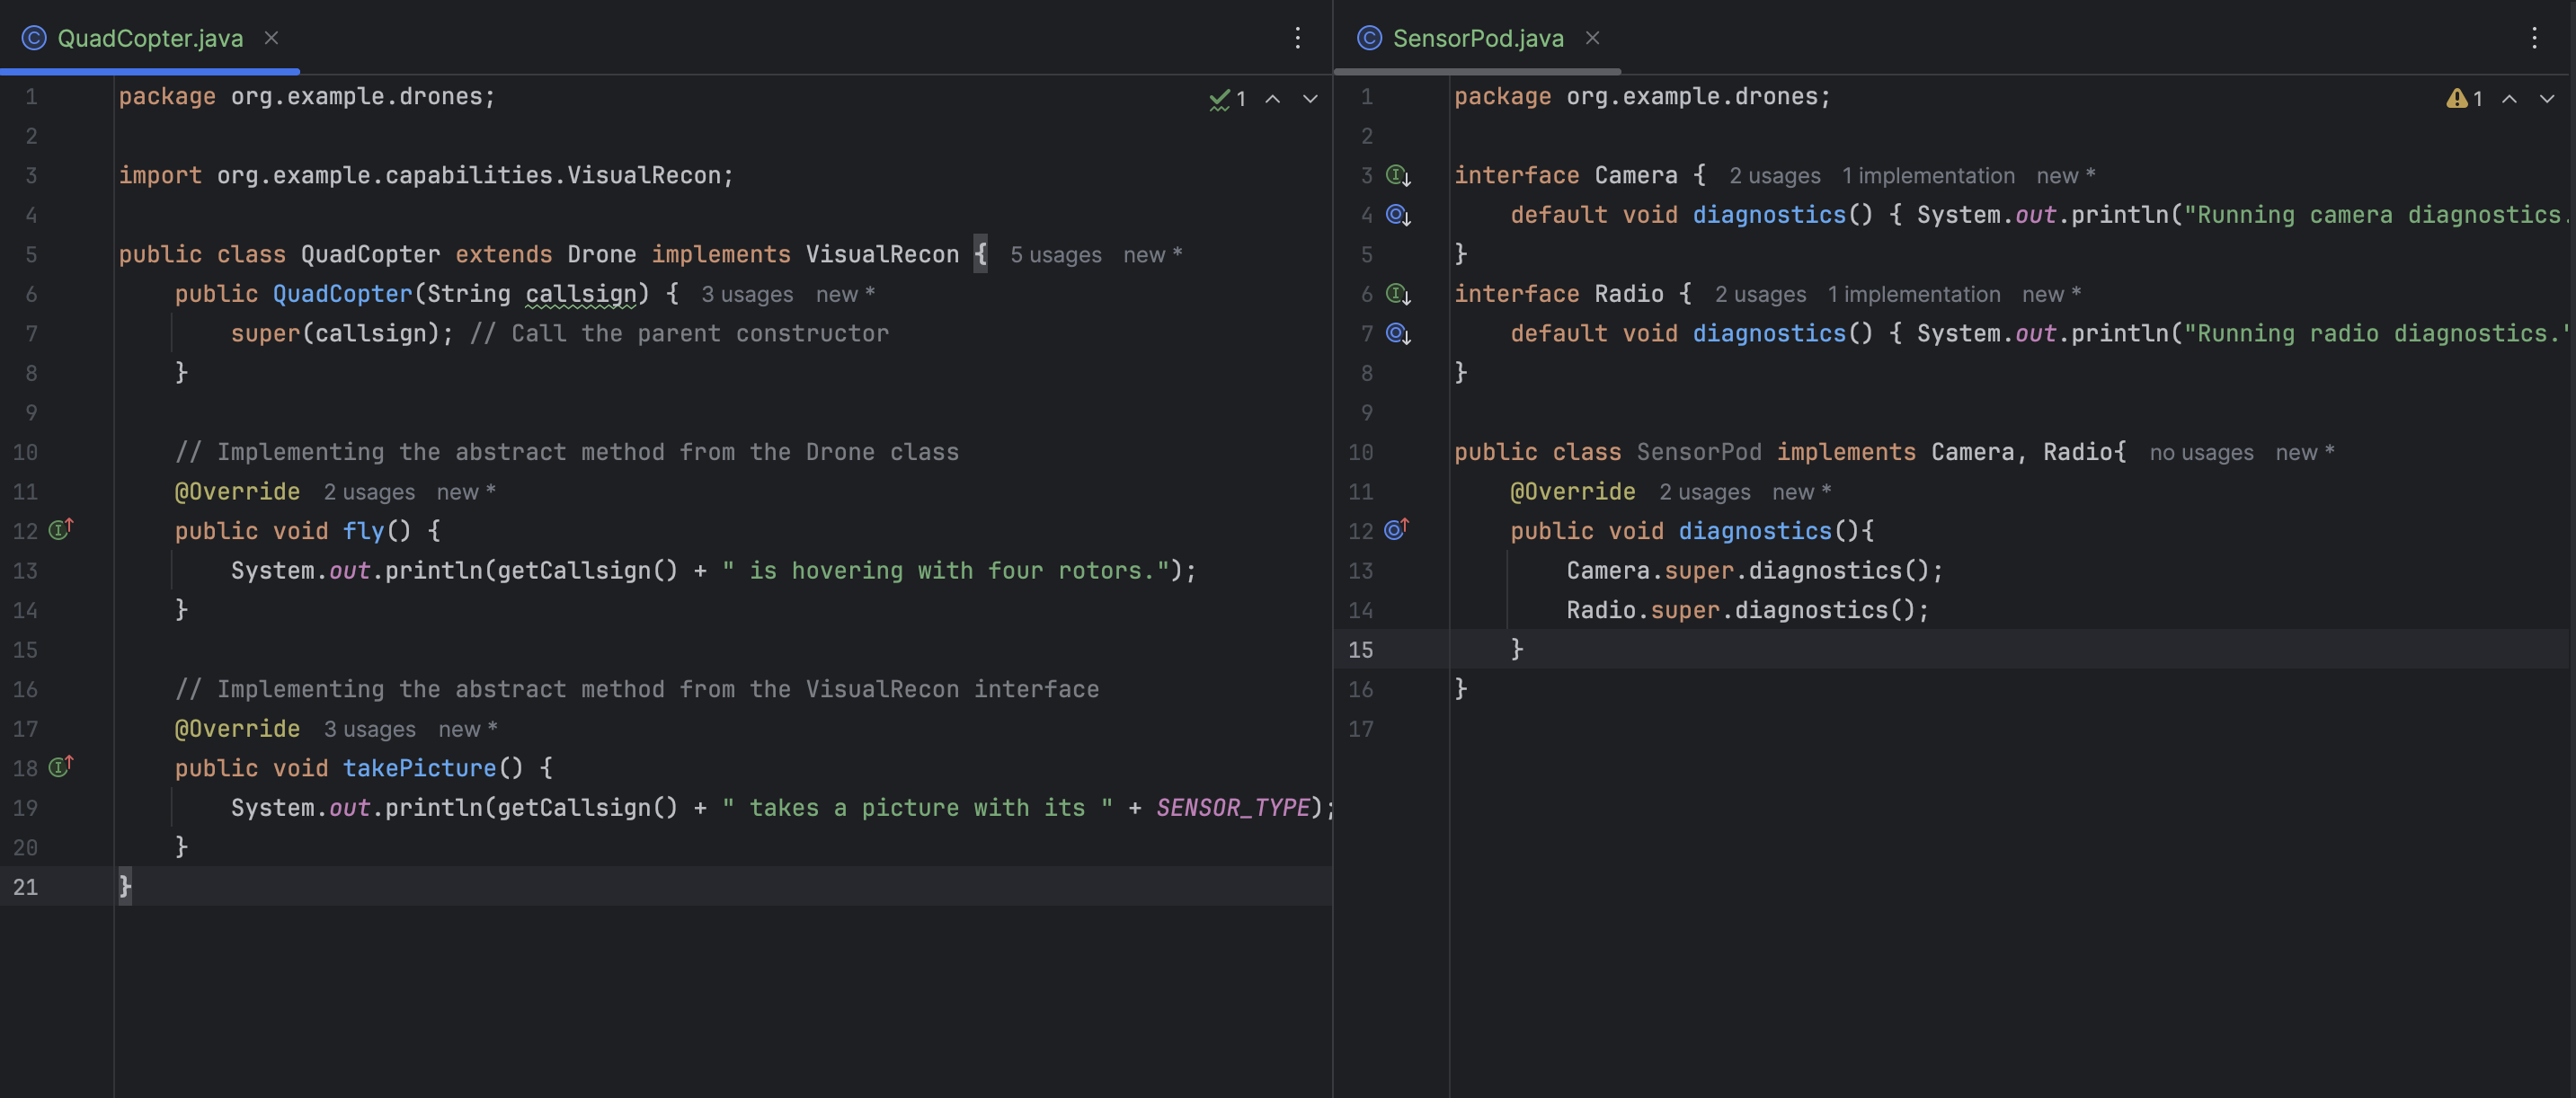 QuadCopter.java
1 package org.example.drones; 1
2
3 import org.example.capabilities.VisualRecon;
4
5 public class QuadCopter extends Drone implements VisualRecon { 5 usages new *
6     public QuadCopter(String callsign) { 3 usages new *
7         super(callsign); // Call the parent constructor
8     }
9
10     // Implementing the abstract method from the Drone class
11     @Override 2 usages new *
12     public void fly() {
13         System.out.println(getCallsign() + " is hovering with four rotors.");
14     }
15
16     // Implementing the abstract method from the VisualRecon interface
17     @Override 3 usages new *
18     public void takePicture() {
19         System.out.println(getCallsign() + " takes a picture with its " + SENSOR_TYPE);
20     }
21 }
SensorPod.java
1 package org.example.drones; 1
2
3 interface Camera { 2 usages 1 implementation new *
4     default void diagnostics() { System.out.println("Running camera diagnostics.
5 }
6 interface Radio { 2 usages 1 implementation new *
7     default void diagnostics() { System.out.println("Running radio diagnostics."
8 }
9
10 public class SensorPod implements Camera, Radio{ no usages new *
11     @Override 2 usages new *
12     public void diagnostics(){
13         Camera.super.diagnostics();
14         Radio.super.diagnostics();
15     }
16 }
17